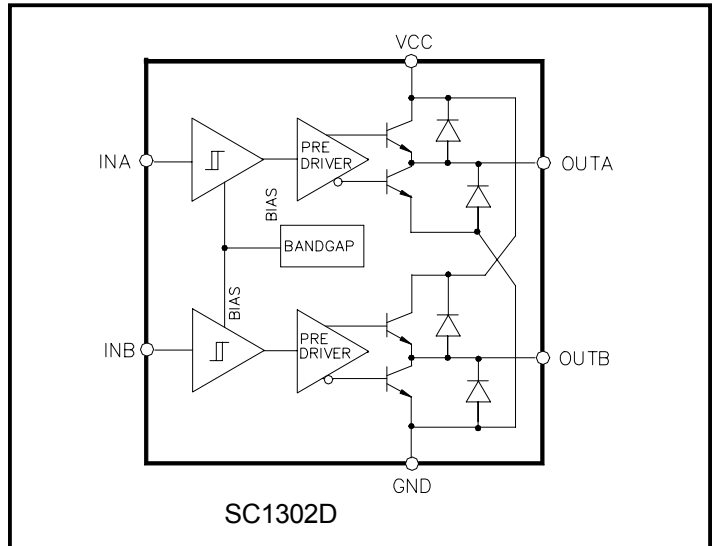 VCC
INA
PRE
DRIVER
OUTA
BIAS
BANDGAP
BIAS
INB
PRE
DRIVER
OUTB
GND
SC1302D